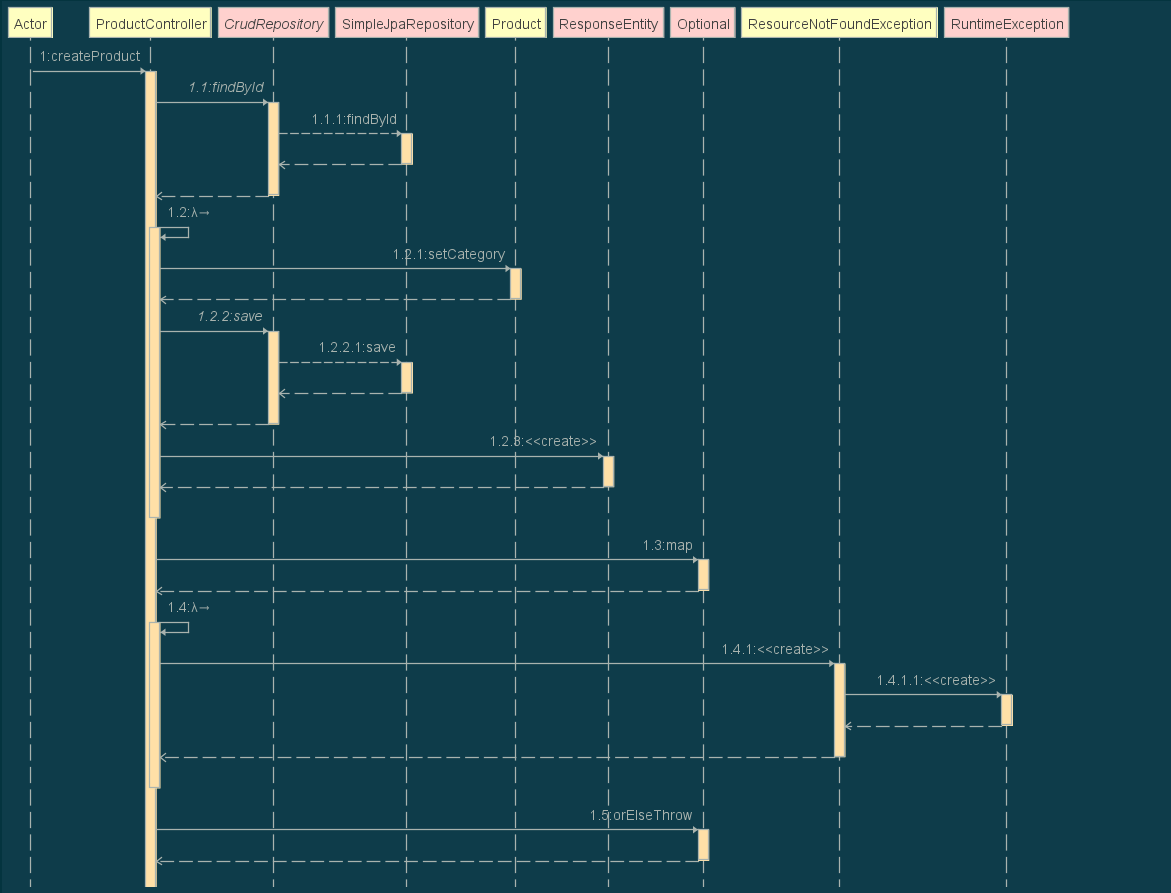 Actor
ProductController
CrudRepository
SimpleJpaRepository
Product
ResponseEntity
Optional
ResourceNotFoundException
RuntimeException
1:createProduct
1.1:findById
1.1.1:findById
1.2:λ→
1.2.1:setCategory
1.2.2:save
1.2.2.1:save
1.2.3:<<create>>
1.3:map
1.4:λ→
1.4.1:<<create>>
1.4.1.1:<<create>>
1.5:orElseThrow